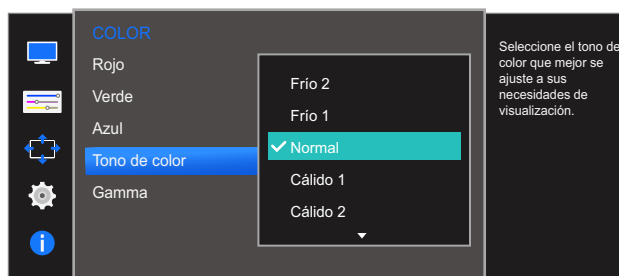 COLOR
Rojo
Verde
Azul
Tono de color
Gamma
Frío 2
Frío 1
Normal
Cálido 1
Cálido 2
Seleccione el tono de
color que mejor se
ajuste a sus
necesidades de
visualización.